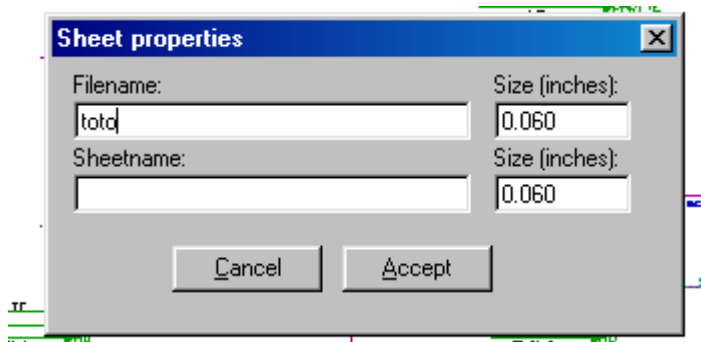 Sheet properties
Filename: Size (inches):
toto 0.060
Sheetname: Size (inches):
0.060
Cancel Accept